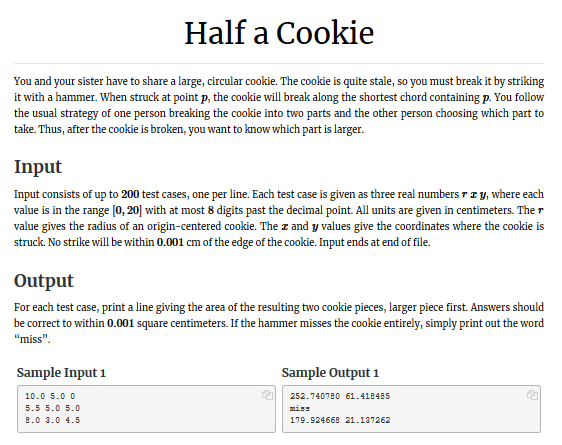 Half a Cookie
You and your sister have to share a large, circular cookie. The cookie is quite stale, so you must break it by striking
it with a hammer. When struck at point p, the cookie will break along the shortest chord containing p. You follow
the usual strategy of one person breaking the cookie into two parts and the other person choosing which part to
take. Thus, after the cookie is broken, you want to know which part is larger.
Input
Input consists of up to 200 test cases, one per line. Each test case is given as three real numbers r x y, where each
value is in the range [0, 20] with at most 8 digits past the decimal point. All units are given in centimeters. The r
value gives the radius of an origin-centered cookie. The x and y values give the coordinates where the cookie is
struck. No strike will be within 0.001 cm of the edge of the cookie. Input ends at end of file.
Output
For each test case, print a line giving the area of the resulting two cookie pieces, larger piece first. Answers should
be correct to within 0.001 square centimeters. If the hammer misses the cookie entirely, simply print out the word
“miss”.
Sample Input 1
10.0 5.0 0
5.5 5.0 5.0
8.0 3.0 4.5
Sample Output 1
252.740780 61.418485
miss
179.924668 21.137262